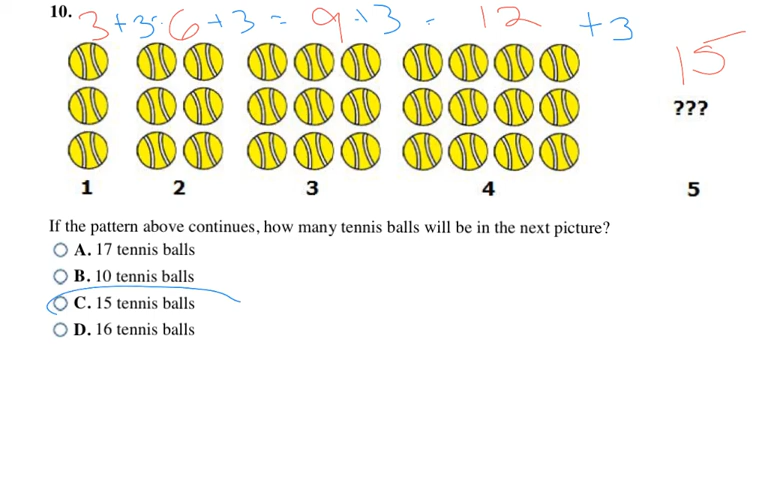 10. 3 + 3 = 6 + 3 = 9 + 3 = 12 + 3
15
???
1 2 3 4 5
If the pattern above continues, how many tennis balls will be in the next picture?
A. 17 tennis balls
B. 10 tennis balls
C. 15 tennis balls
D. 16 tennis balls